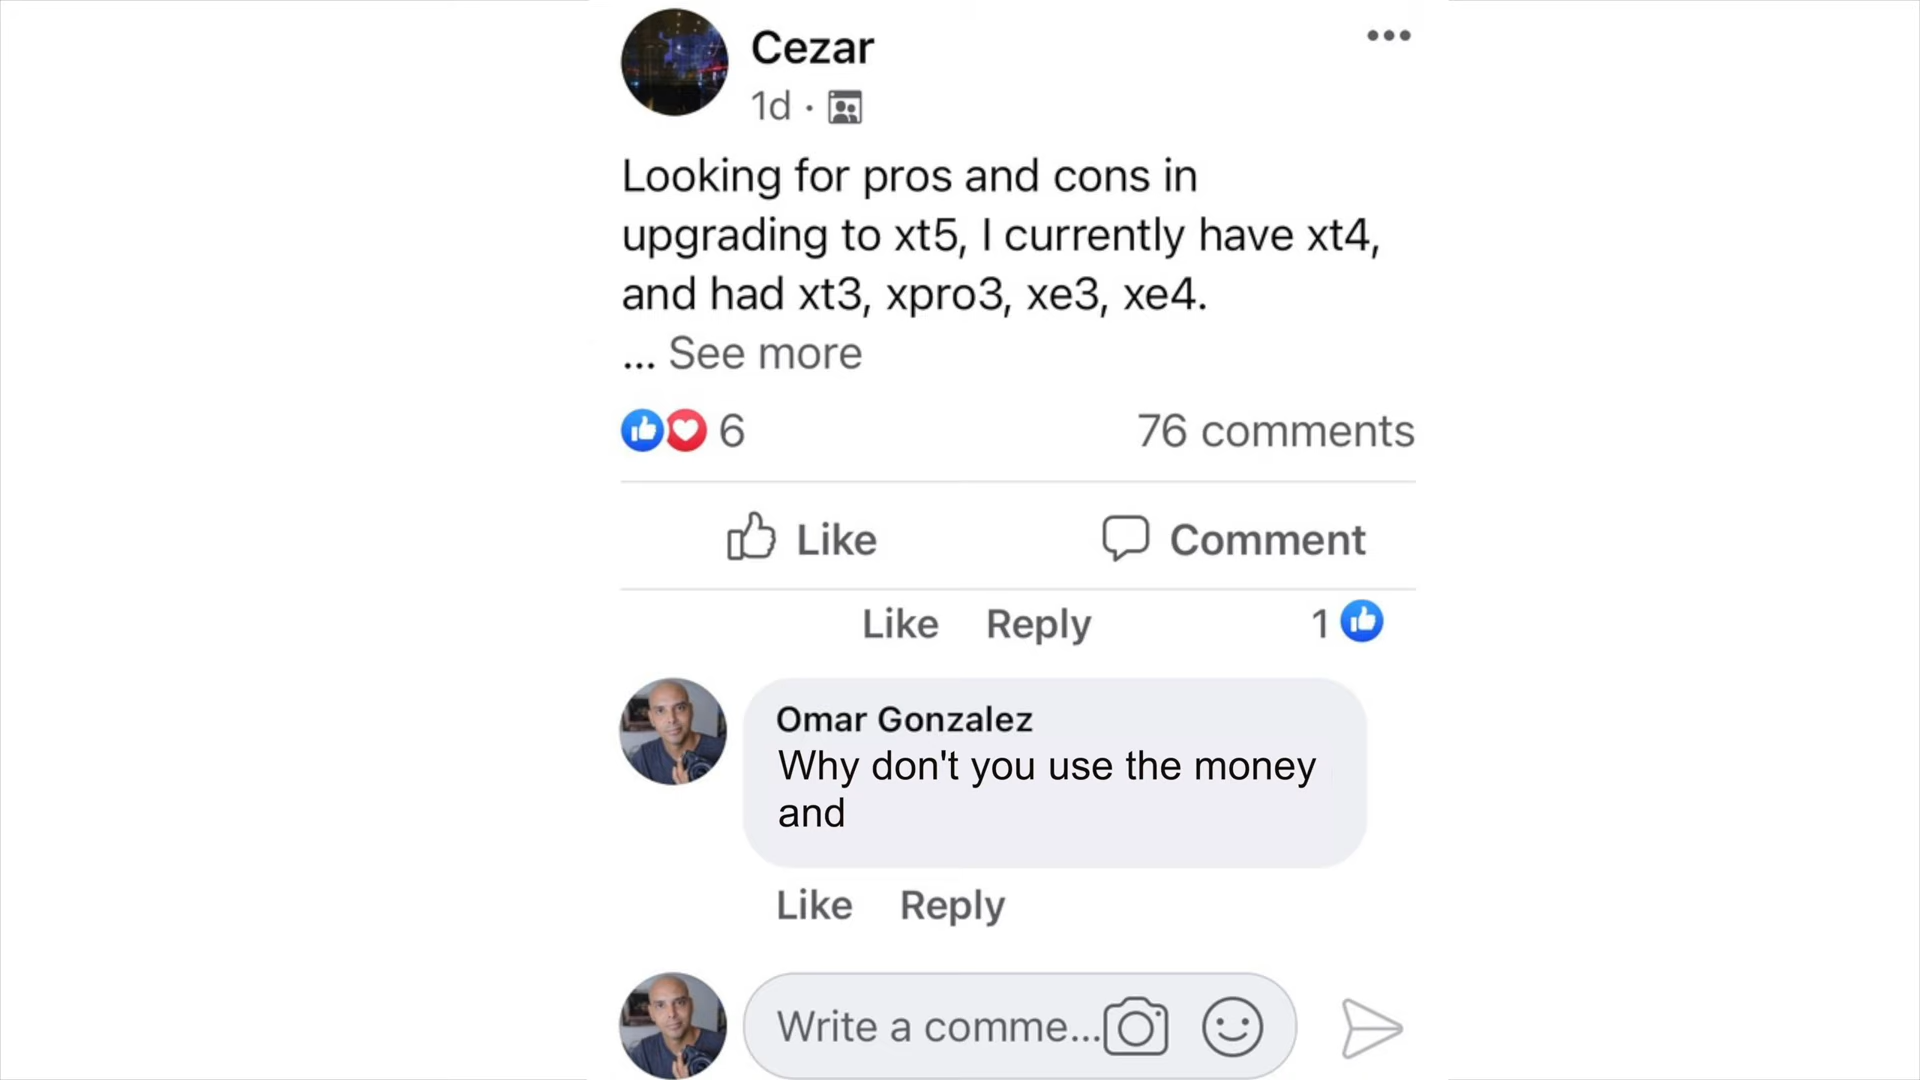 Cezar
1d ·
Looking for pros and cons in
upgrading to xt5, I currently have xt4,
and had xt3, xpro3, xe3, xe4.
... See more
6 76 comments
Like Comment
Like Reply 1
Omar Gonzalez
Why don't you use the money
and
Like Reply
Write a comme...